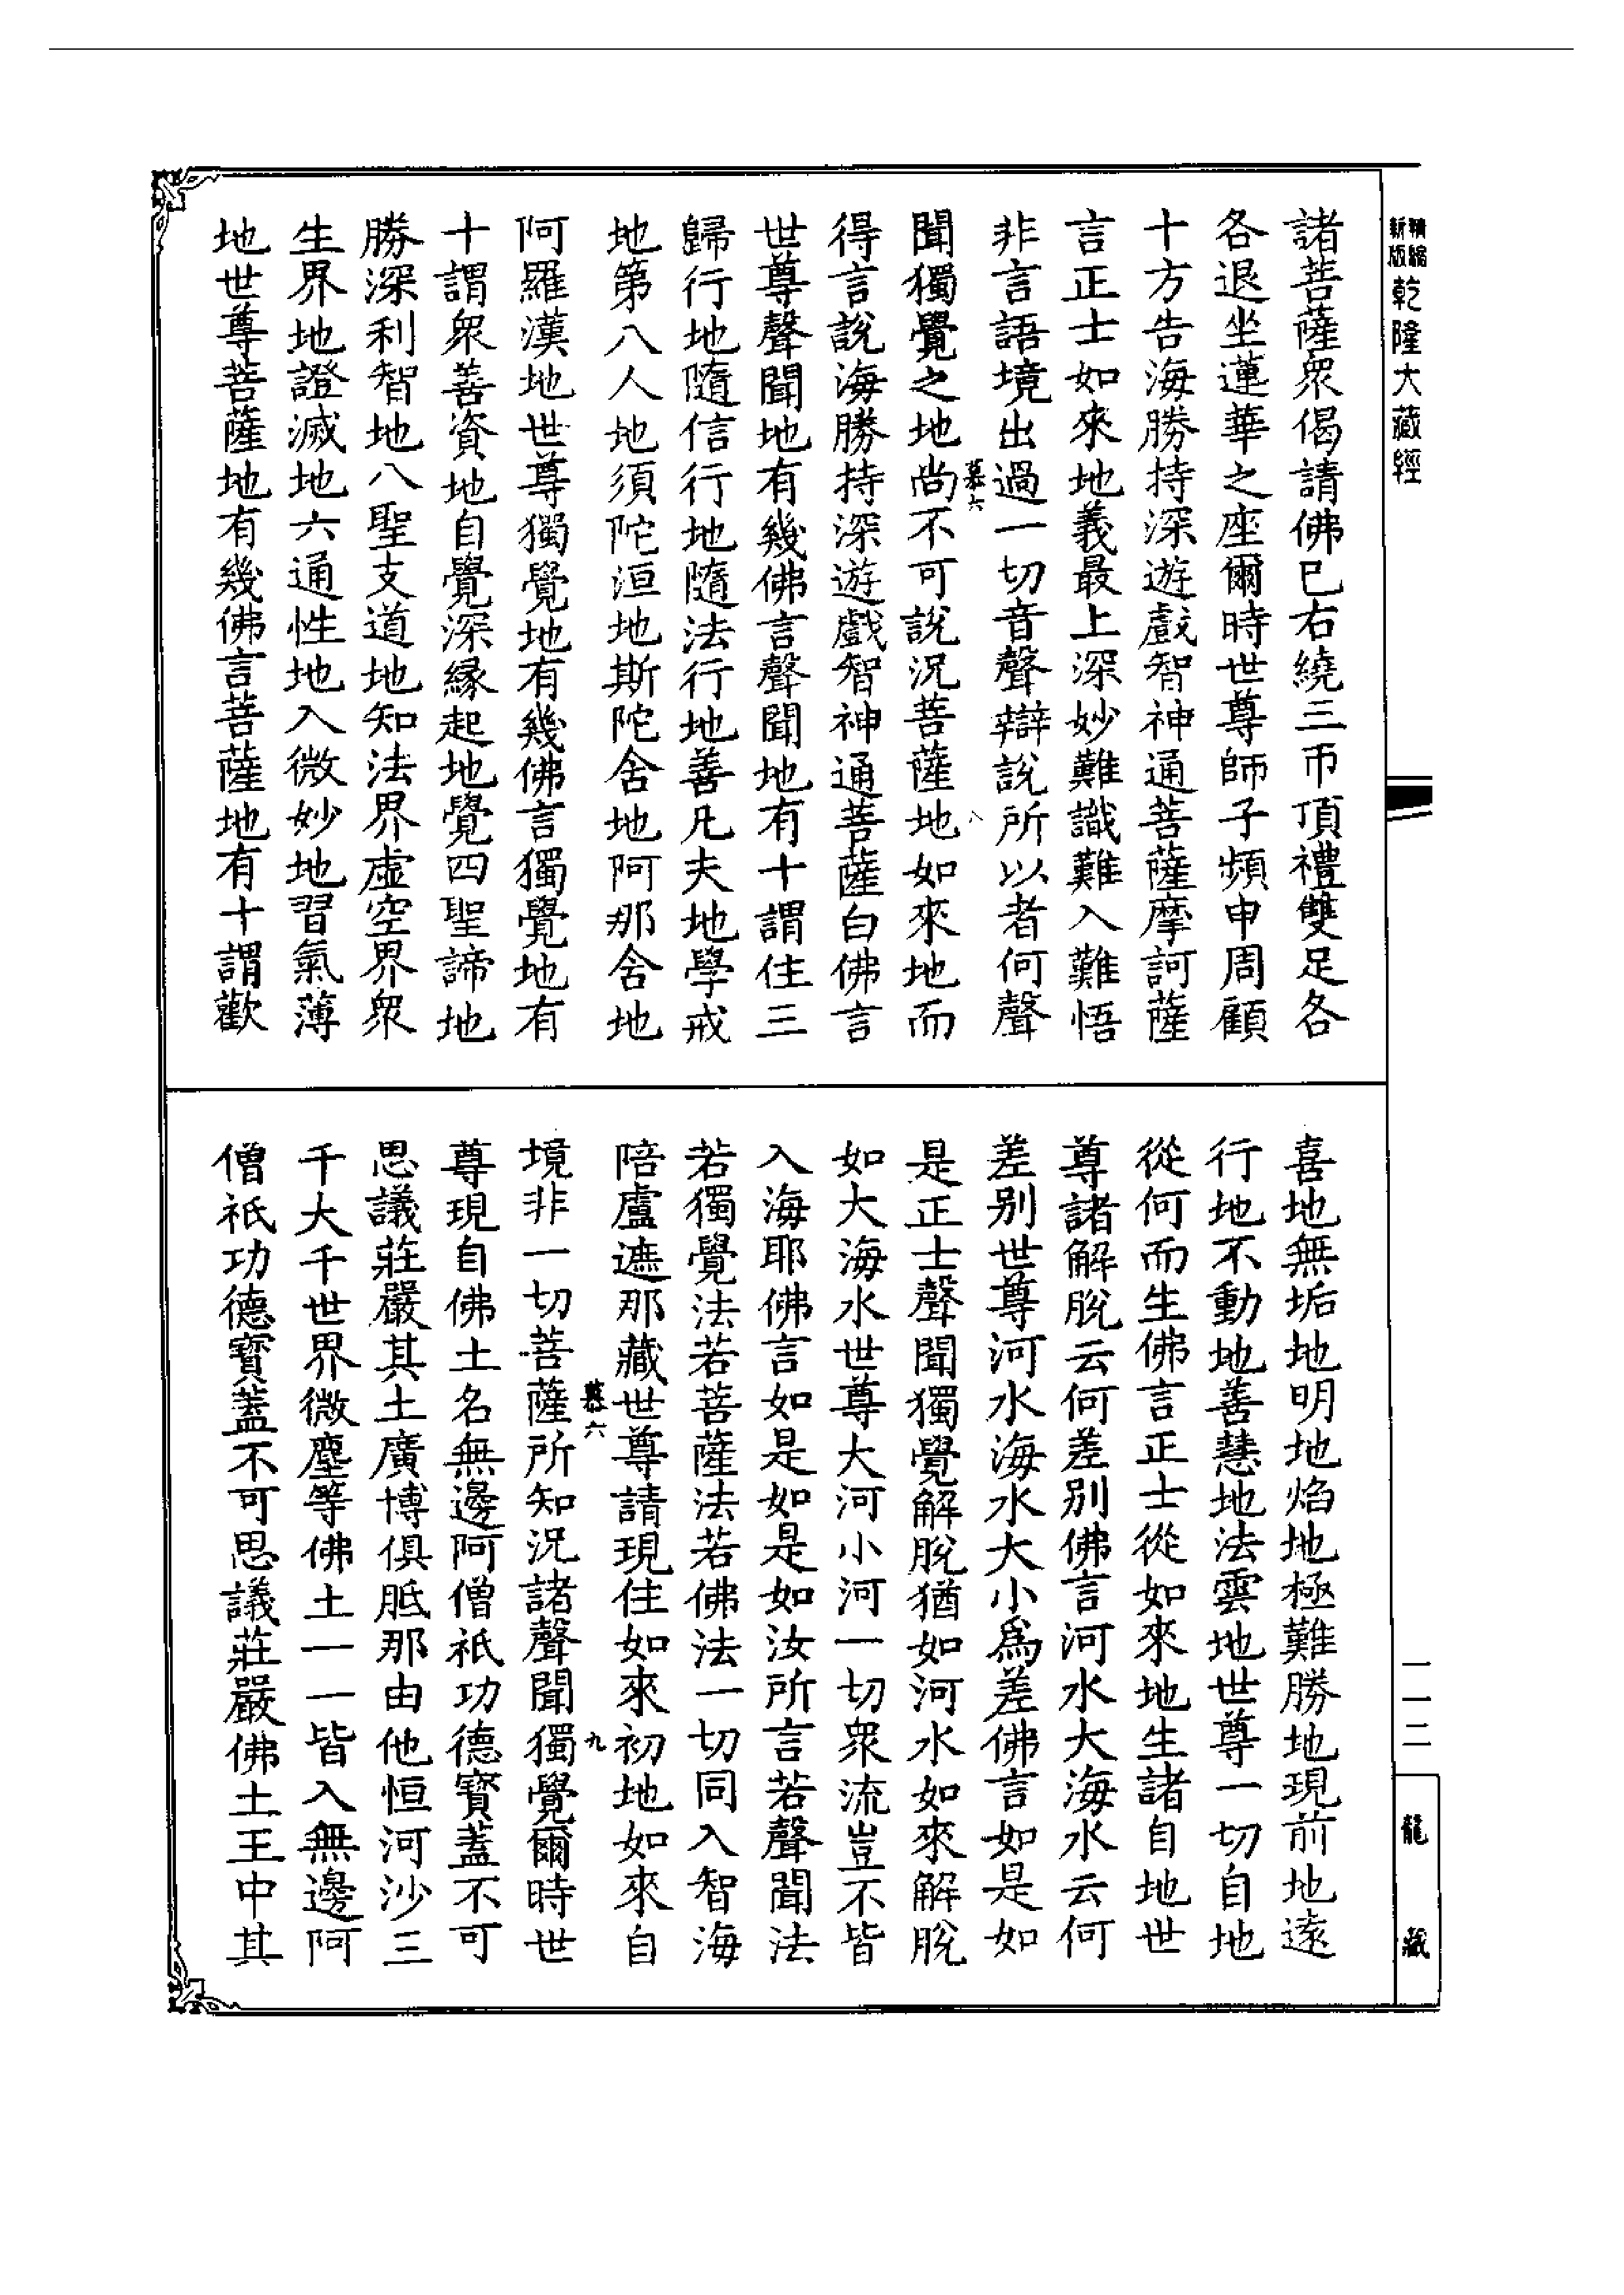 精縮新版乾隆大藏經
諸菩薩衆偈請佛巳右繞三帀頂禮雙足各
各退坐蓮華之座爾時世尊師子頻申周顧
十方告海勝持深遊戲智神通菩薩摩訶薩
言正士如來地義最上深妙難識難入難悟
非言語境出過一切音聲辯說所以者何聲
慕六 八
聞獨覺之地尚不可說況菩薩地如來地而
得言說海勝持深遊戲智神通菩薩白佛言
世尊聲聞地有幾佛言聲聞地有十謂住三
歸行地隨信行地隨法行地善凡夫地學戒
地第八人地須陀洹地斯陀含地阿那含地
阿羅漢地世尊獨覺地有幾佛言獨覺地有
十謂衆善資地自覺深緣起地覺四聖諦地
勝深利智地八聖支道地知法界虛空界衆
生界地證滅地六通性地入微妙地習氣薄
地世尊菩薩地有幾佛言菩薩地有十謂歡
喜地無垢地明地焰地極難勝地現前地遠
行地不動地善慧地法雲地世尊一切自地
從何而生佛言正士從如來地生諸自地世
尊諸解脫云何差別佛言河水大海水云何
差別世尊河水海水大小爲差佛言如是如
是正士聲聞獨覺解脫猶如河水如來解脫
如大海水世尊大河小河一切衆流豈不皆
入海耶佛言如是如是如汝所言若聲聞法
若獨覺法若菩薩法若佛法一切同入智海
陪盧遮那藏世尊請現住如來初地如來自
慕六 九
境非一切菩薩所知況諸聲聞獨覺爾時世
尊現自佛土名無邊阿僧祇功德寶蓋不可
思議莊嚴其土廣博俱胝那由他恒河沙三
千大千世界微塵等佛土一一皆入無邊阿
僧祇功德寶蓋不可思議莊嚴佛土王中其
一一二
龍藏